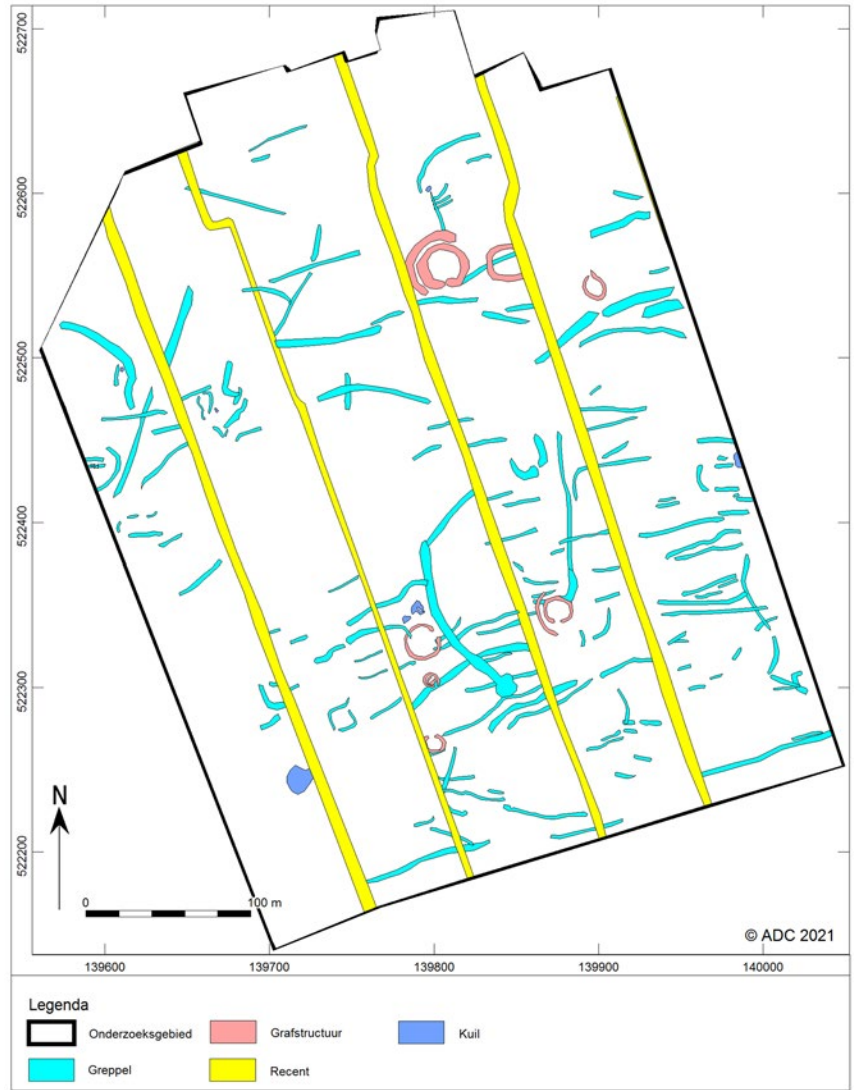 522700
522600
522500
522400
522300
522200
N
0 100 m
© ADC 2021
139600 139700 139800 139900 140000
Legenda
Onderzoeksgebied Grafstructuur Kuil
Greppel Recent